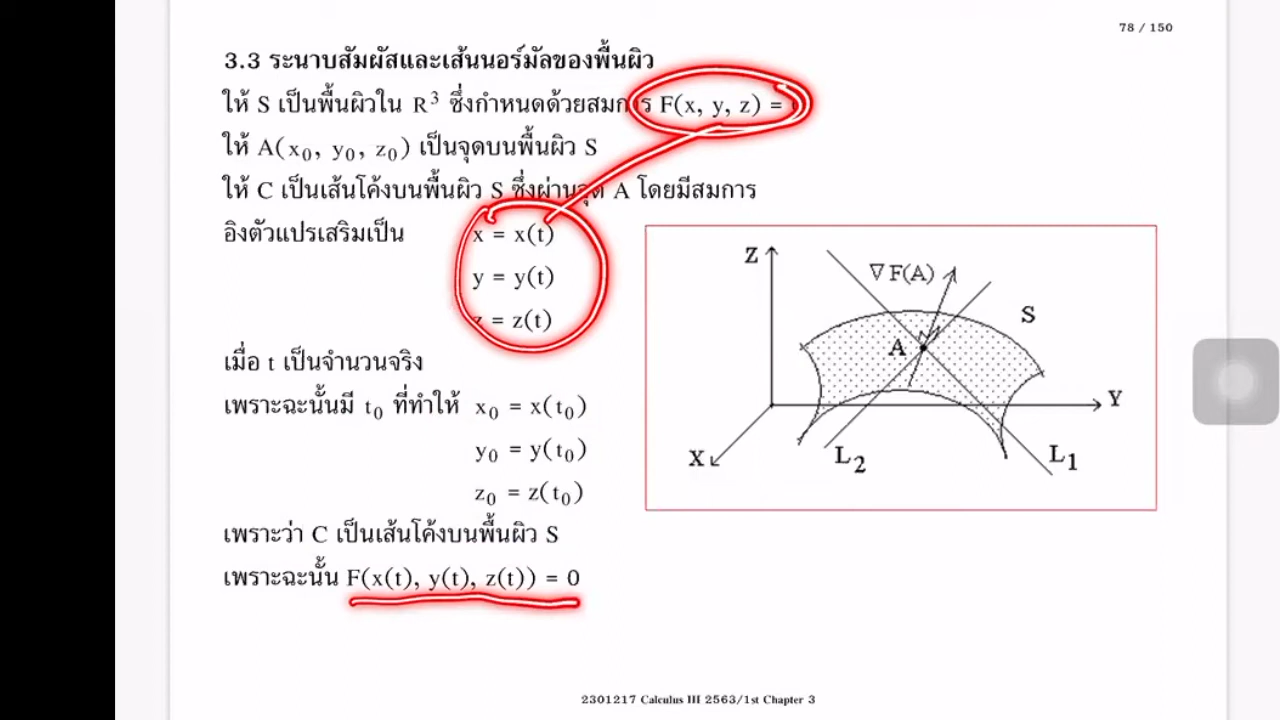 78 / 150
3.3 ระนาบสัมผัสและเส้นนอร์มัลของพื้นผิว
ให้ S เป็นพื้นผิวใน R³ ซึ่งกำหนดด้วยสมการ F(x, y, z) =
ให้ A(x₀, y₀, z₀) เป็นจุดบนพื้นผิว S
ให้ C เป็นเส้นโค้งบนพื้นผิว S ซึ่งผ่านจุด A โดยมีสมการ
อิงตัวแปรเสริมเป็น x = x(t)
y = y(t)
z = z(t)
เมื่อ t เป็นจำนวนจริง
เพราะฉะนั้นมี t₀ ที่ทำให้ x₀ = x(t₀)
y₀ = y(t₀)
z₀ = z(t₀)
เพราะว่า C เป็นเส้นโค้งบนพื้นผิว S
เพราะฉะนั้น F(x(t), y(t), z(t)) = 0
Z
∇F(A)
S
A
Y
X
L₂
L₁
2301217 Calculus III 2563/1st Chapter 3